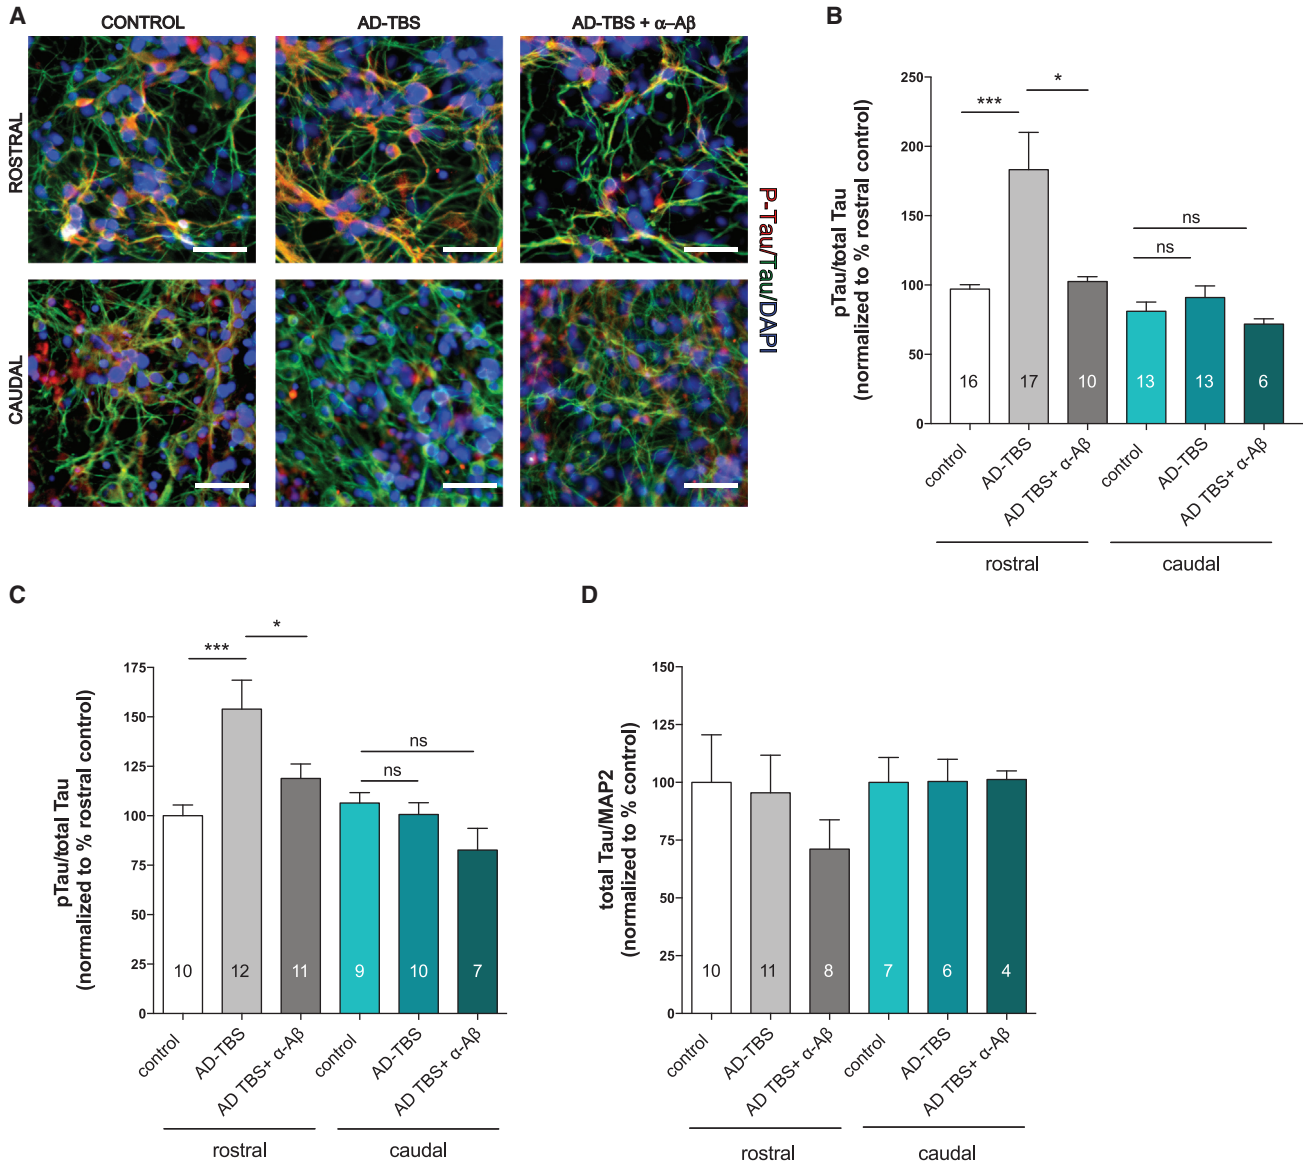 A
CONTROL
AD-TBS
AD-TBS + α–Aβ
ROSTRAL
CAUDAL
P-Tau/Tau/DAPI
B
pTau/total Tau
(normalized to % rostral control)
250
200
150
100
50
0
***
*
ns
ns
16
17
10
13
13
6
control
AD-TBS
AD TBS+ α-Aβ
control
AD-TBS
AD TBS+ α-Aβ
rostral
caudal
C
pTau/total Tau
(normalized to % rostral control)
175
150
125
100
75
50
25
0
***
*
ns
ns
10
12
11
9
10
7
control
AD-TBS
AD TBS+ α-Aβ
control
AD-TBS
AD TBS+ α-Aβ
rostral
caudal
D
total Tau/MAP2
(normalized to % control)
150
125
100
75
50
25
0
10
11
8
7
6
4
control
AD-TBS
AD TBS+ α-Aβ
control
AD-TBS
AD TBS+ α-Aβ
rostral
caudal